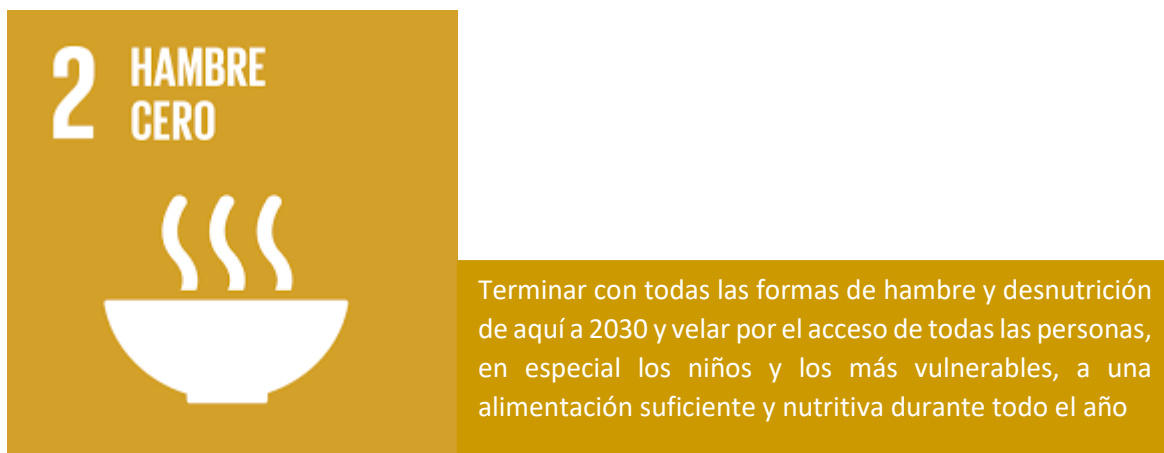 2 HAMBRE
CERO
Terminar con todas las formas de hambre y desnutrición
de aquí a 2030 y velar por el acceso de todas las personas,
en especial los niños y los más vulnerables, a una
alimentación suficiente y nutritiva durante todo el año